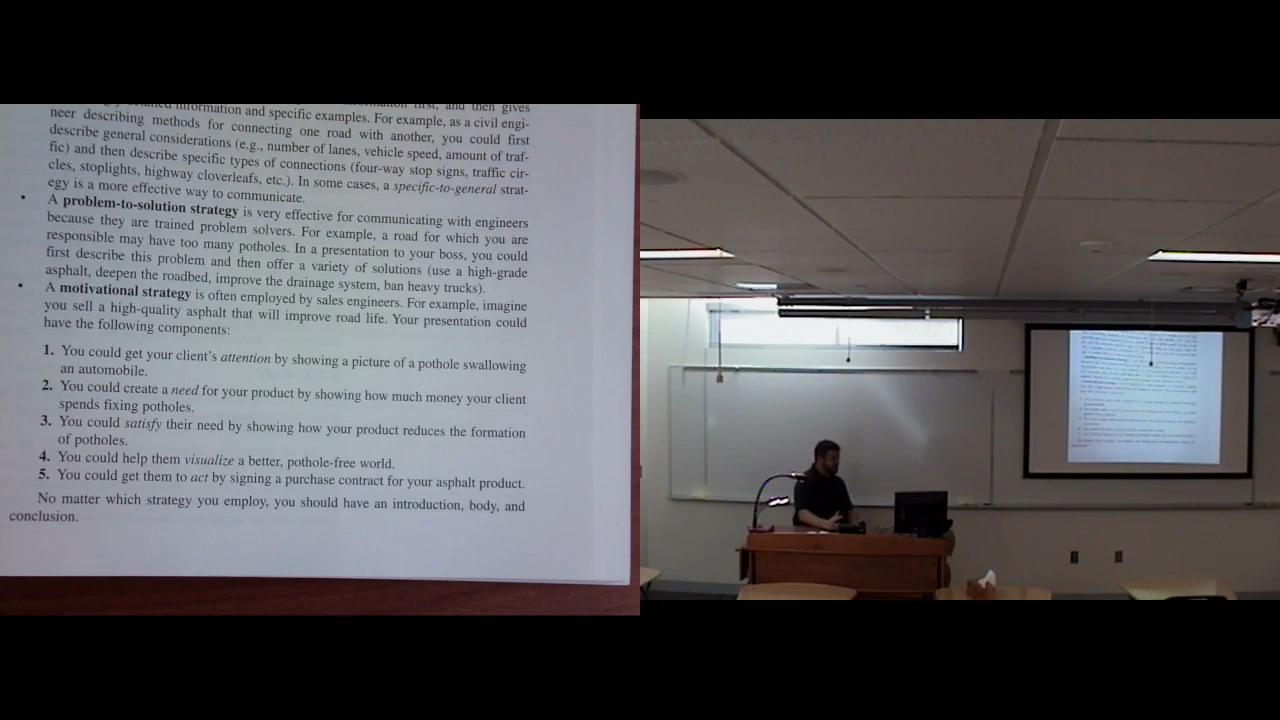 information and specific examples. For example, as a civil engi-
neer describing methods for connecting one road with another, you could first
describe general considerations (e.g., number of lanes, vehicle speed, amount of traf-
fic) and then describe specific types of connections (four-way stop signs, traffic cir-
cles, stoplights, highway cloverleafs, etc.). In some cases, a specific-to-general strat-
egy is a more effective way to communicate.
• A problem-to-solution strategy is very effective for communicating with engineers
because they are trained problem solvers. For example, a road for which you are
responsible may have too many potholes. In a presentation to your boss, you could
first describe this problem and then offer a variety of solutions (use a high-grade
asphalt, deepen the roadbed, improve the drainage system, ban heavy trucks).
• A motivational strategy is often employed by sales engineers. For example, imagine
you sell a high-quality asphalt that will improve road life. Your presentation could
have the following components:
1. You could get your client's attention by showing a picture of a pothole swallowing
an automobile.
2. You could create a need for your product by showing how much money your client
spends fixing potholes.
3. You could satisfy their need by showing how your product reduces the formation
of potholes.
4. You could help them visualize a better, pothole-free world.
5. You could get them to act by signing a purchase contract for your asphalt product.
No matter which strategy you employ, you should have an introduction, body, and
conclusion.